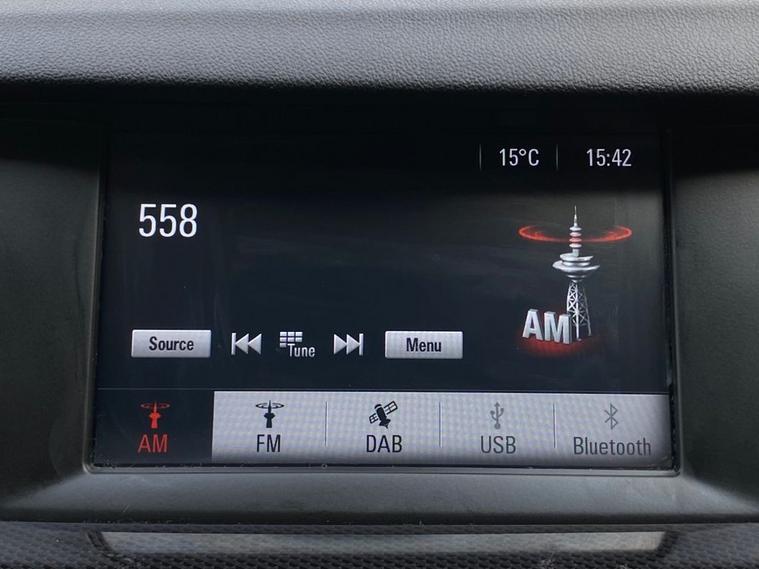 15°C 15:42
558
AM
Source Tune Menu
AM FM DAB USB Bluetooth